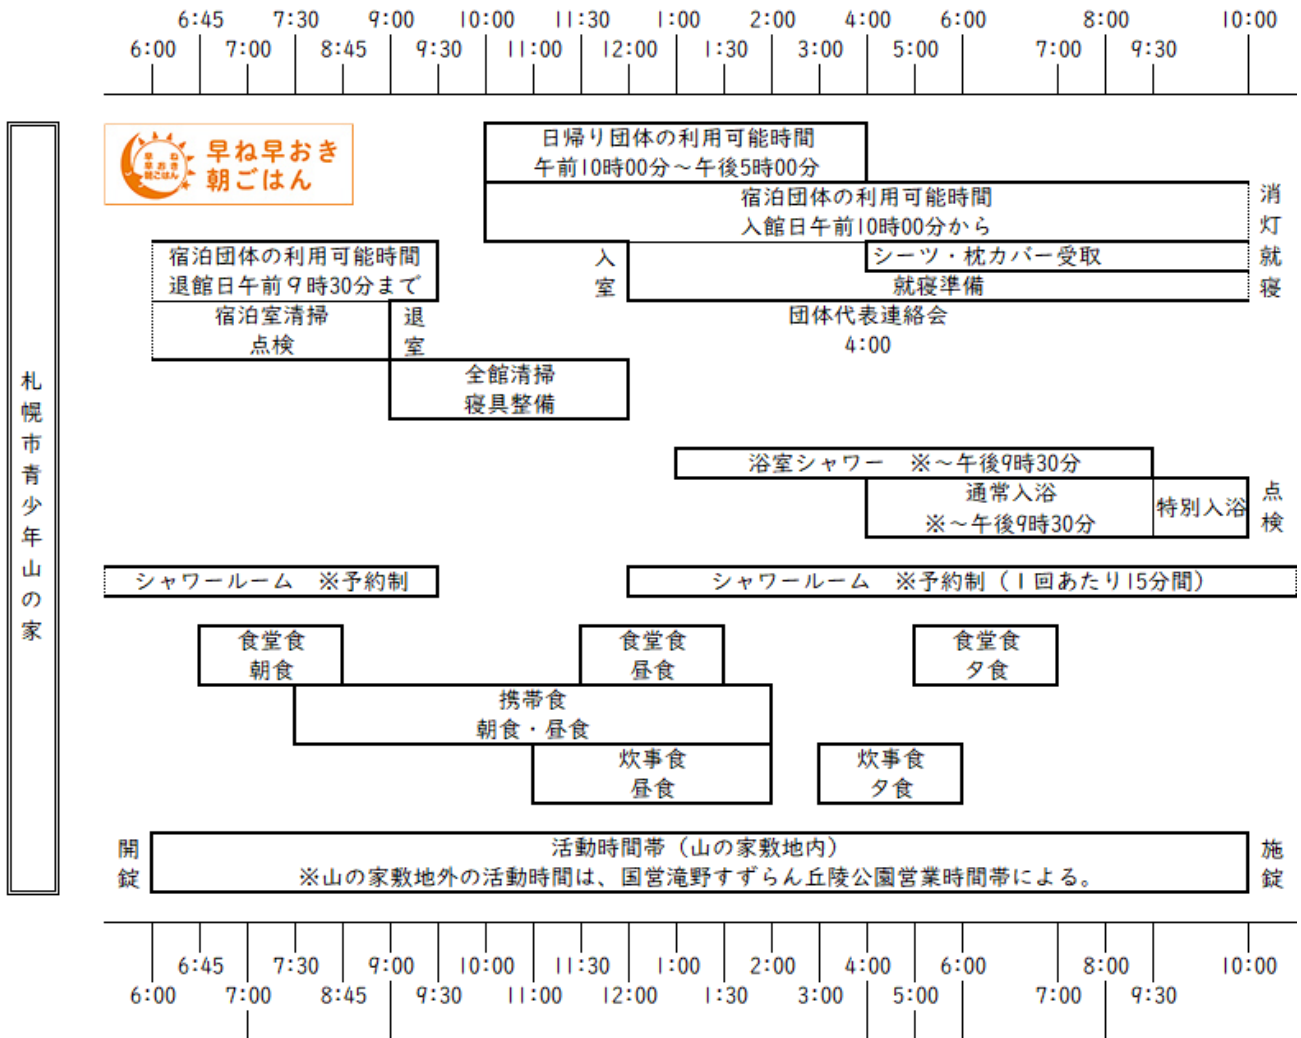 6:45 7:30 9:00 10:00 11:30 1:00 2:00 4:00 6:00 8:00 10:00
6:00 7:00 8:45 9:30 11:00 12:00 1:30 3:00 5:00 7:00 9:30
札幌市青少年山の家
早ね
早おき
朝ごはん
早ね早おき
朝ごはん
日帰り団体の利用可能時間
午前10時00分～午後5時00分
宿泊団体の利用可能時間
入館日午前10時00分から
消灯就寝
宿泊団体の利用可能時間
退館日午前9時30分まで
入室
シーツ・枕カバー受取
就寝準備
宿泊室清掃
点検
退室
団体代表連絡会
4:00
全館清掃
寝具整備
浴室シャワー　※～午後9時30分
通常入浴
※～午後9時30分
特別入浴
点検
シャワールーム　※予約制
シャワールーム　※予約制（1回あたり15分間）
食堂食
朝食
食堂食
昼食
食堂食
夕食
携帯食
朝食・昼食
炊事食
昼食
炊事食
夕食
開錠
活動時間帯（山の家敷地内）
※山の家敷地外の活動時間は、国営滝野すずらん丘陵公園営業時間帯による。
施錠
6:45 7:30 9:00 10:00 11:30 1:00 2:00 4:00 6:00 8:00 10:00
6:00 7:00 8:45 9:30 11:00 12:00 1:30 3:00 5:00 7:00 9:30